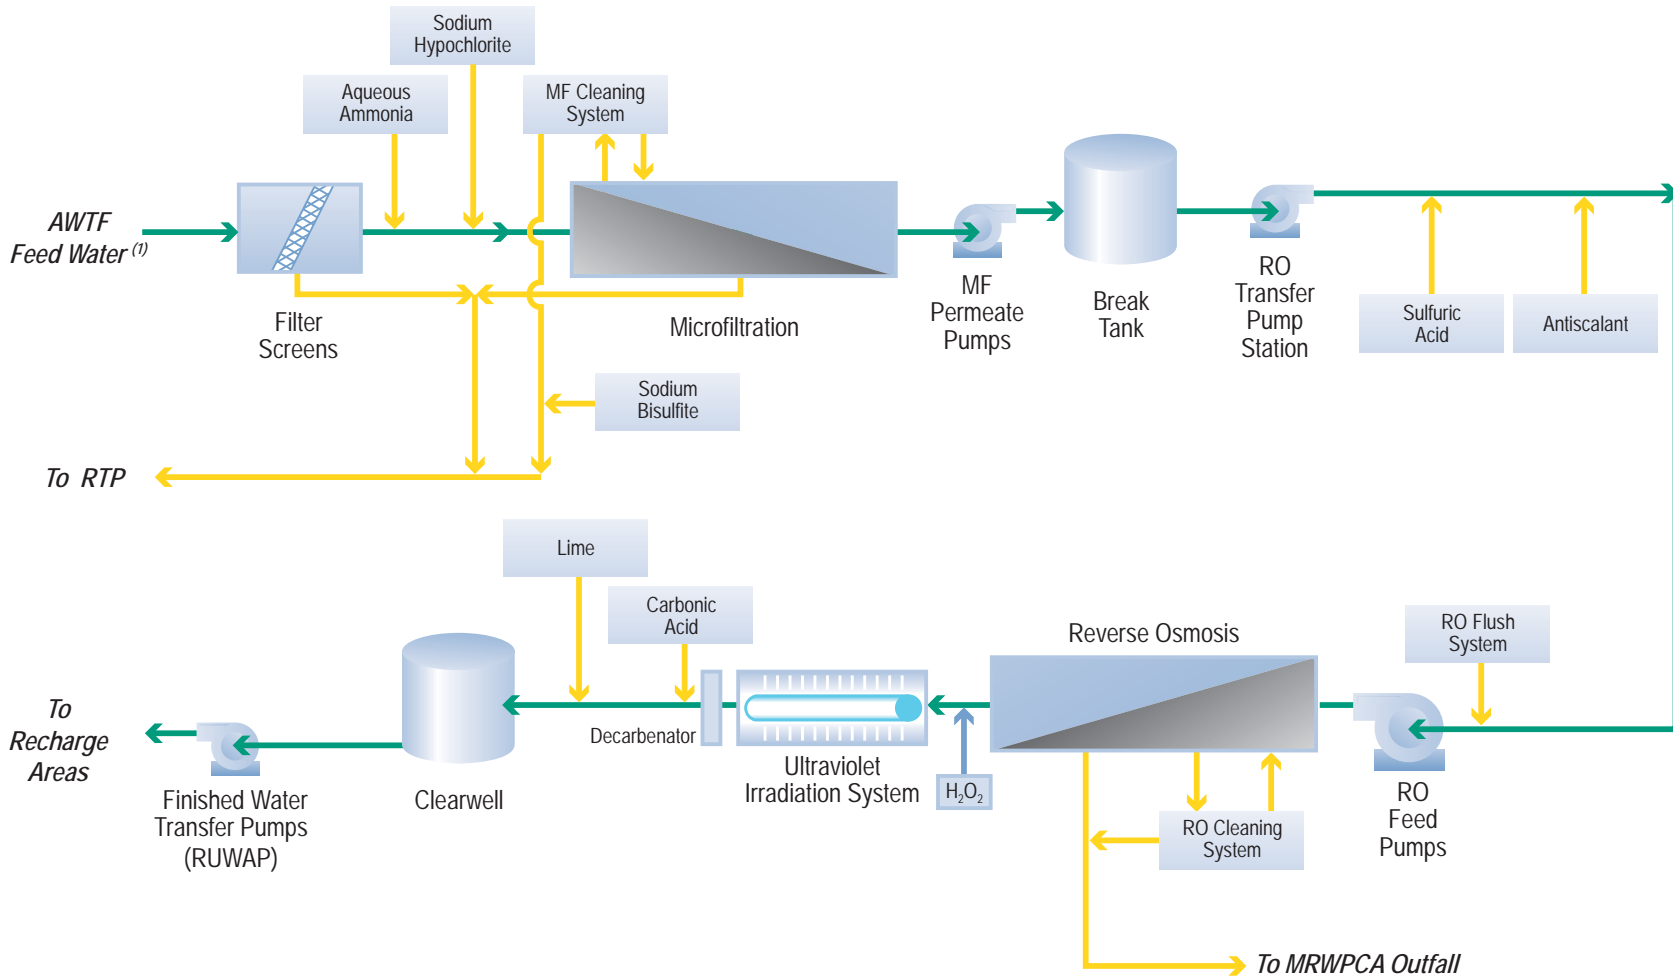 Sodium
Hypochlorite
Aqueous
Ammonia
MF Cleaning
System
AWTF
Feed Water (1)
Filter
Screens
Microfiltration
MF
Permeate
Pumps
Break
Tank
RO
Transfer
Pump
Station
Sulfuric
Acid
Antiscalant
Sodium
Bisulfite
To RTP
Lime
Carbonic
Acid
Reverse Osmosis
RO Flush
System
To
Recharge
Areas
Finished Water
Transfer Pumps
(RUWAP)
Clearwell
Decarbenator
Ultraviolet
Irradiation System
H₂O₂
RO Cleaning
System
RO
Feed
Pumps
To MRWPCA Outfall